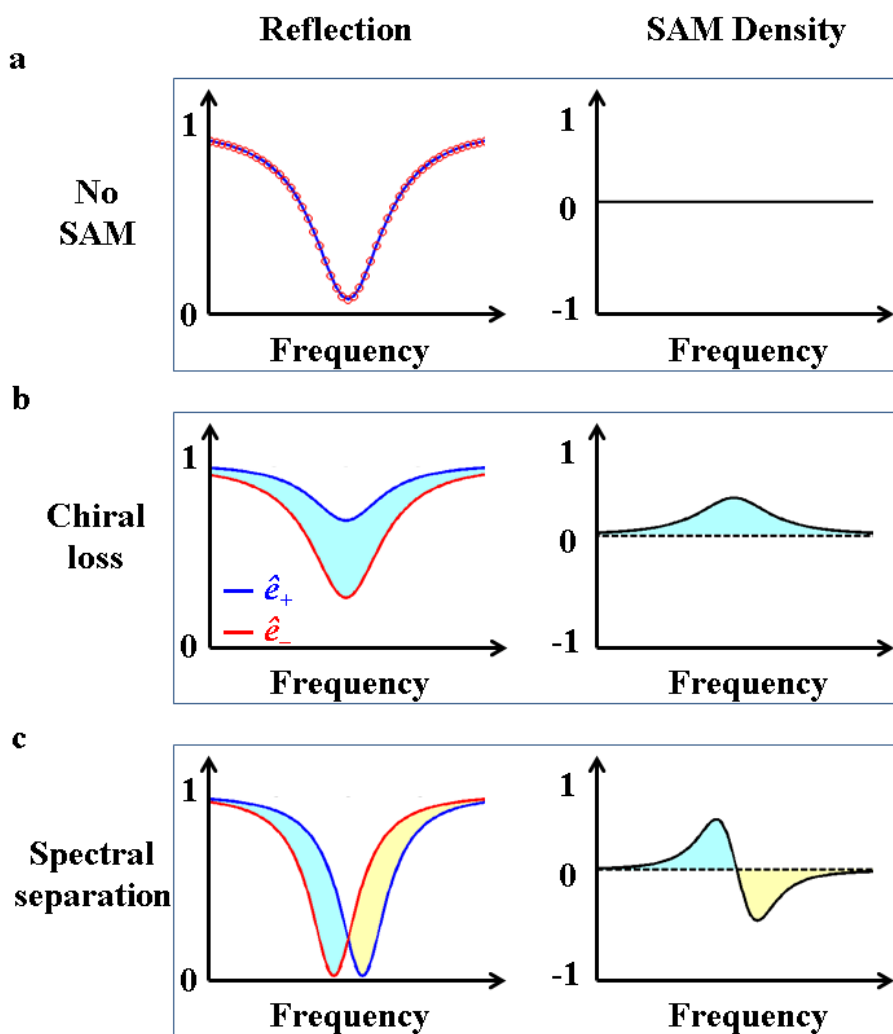 Reflection SAM Density
a
1 1
No SAM
0
0 -1
Frequency Frequency
b
1 1
Chiral loss
0
ê₊
ê₋
0 -1
Frequency Frequency
c
1 1
Spectral separation
0
0 -1
Frequency Frequency